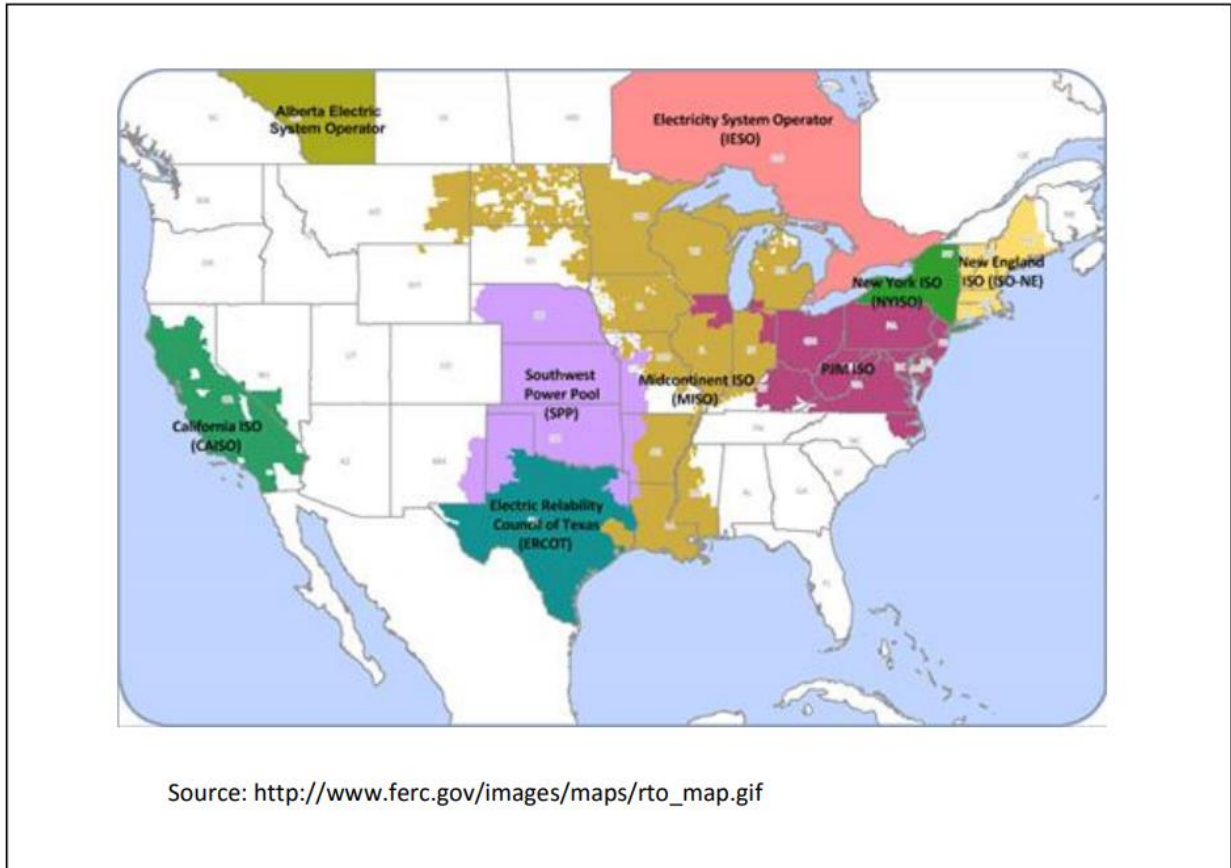 Alberta Electric
System Operator
Electricity System Operator
(IESO)
New England
ISO (ISO-NE)
New York ISO
(NYISO)
PJM ISO
Midcontinent ISO
(MISO)
Southwest
Power Pool
(SPP)
California ISO
(CAISO)
Electric Relability
Council of Texas
(ERCOT)
Source: http://www.ferc.gov/images/maps/rto_map.gif